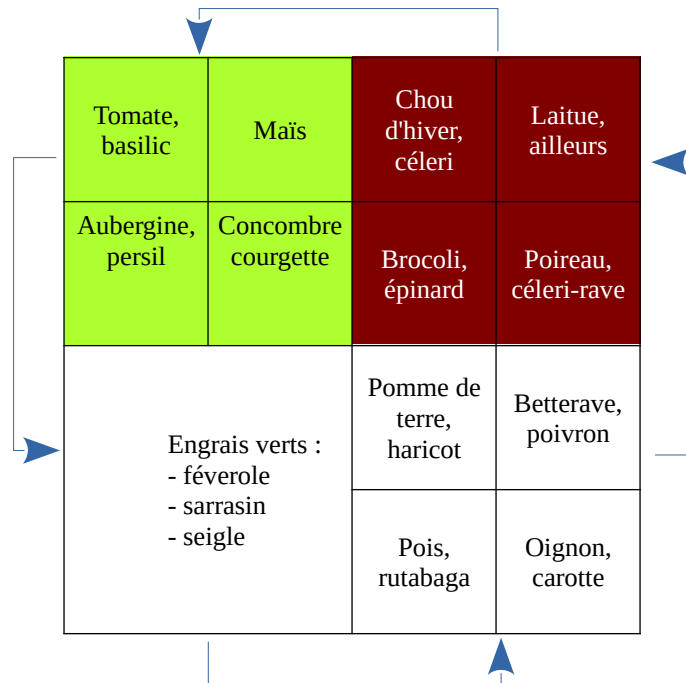 Tomate,
basilic
Maïs
Chou
d'hiver,
céleri
Laitue,
ailleurs
Aubergine,
persil
Concombre
courgette
Brocoli,
épinard
Poireau,
céleri-rave
Engrais verts :
- féverole
- sarrasin
- seigle
Pomme de
terre,
haricot
Betterave,
poivron
Pois,
rutabaga
Oignon,
carotte